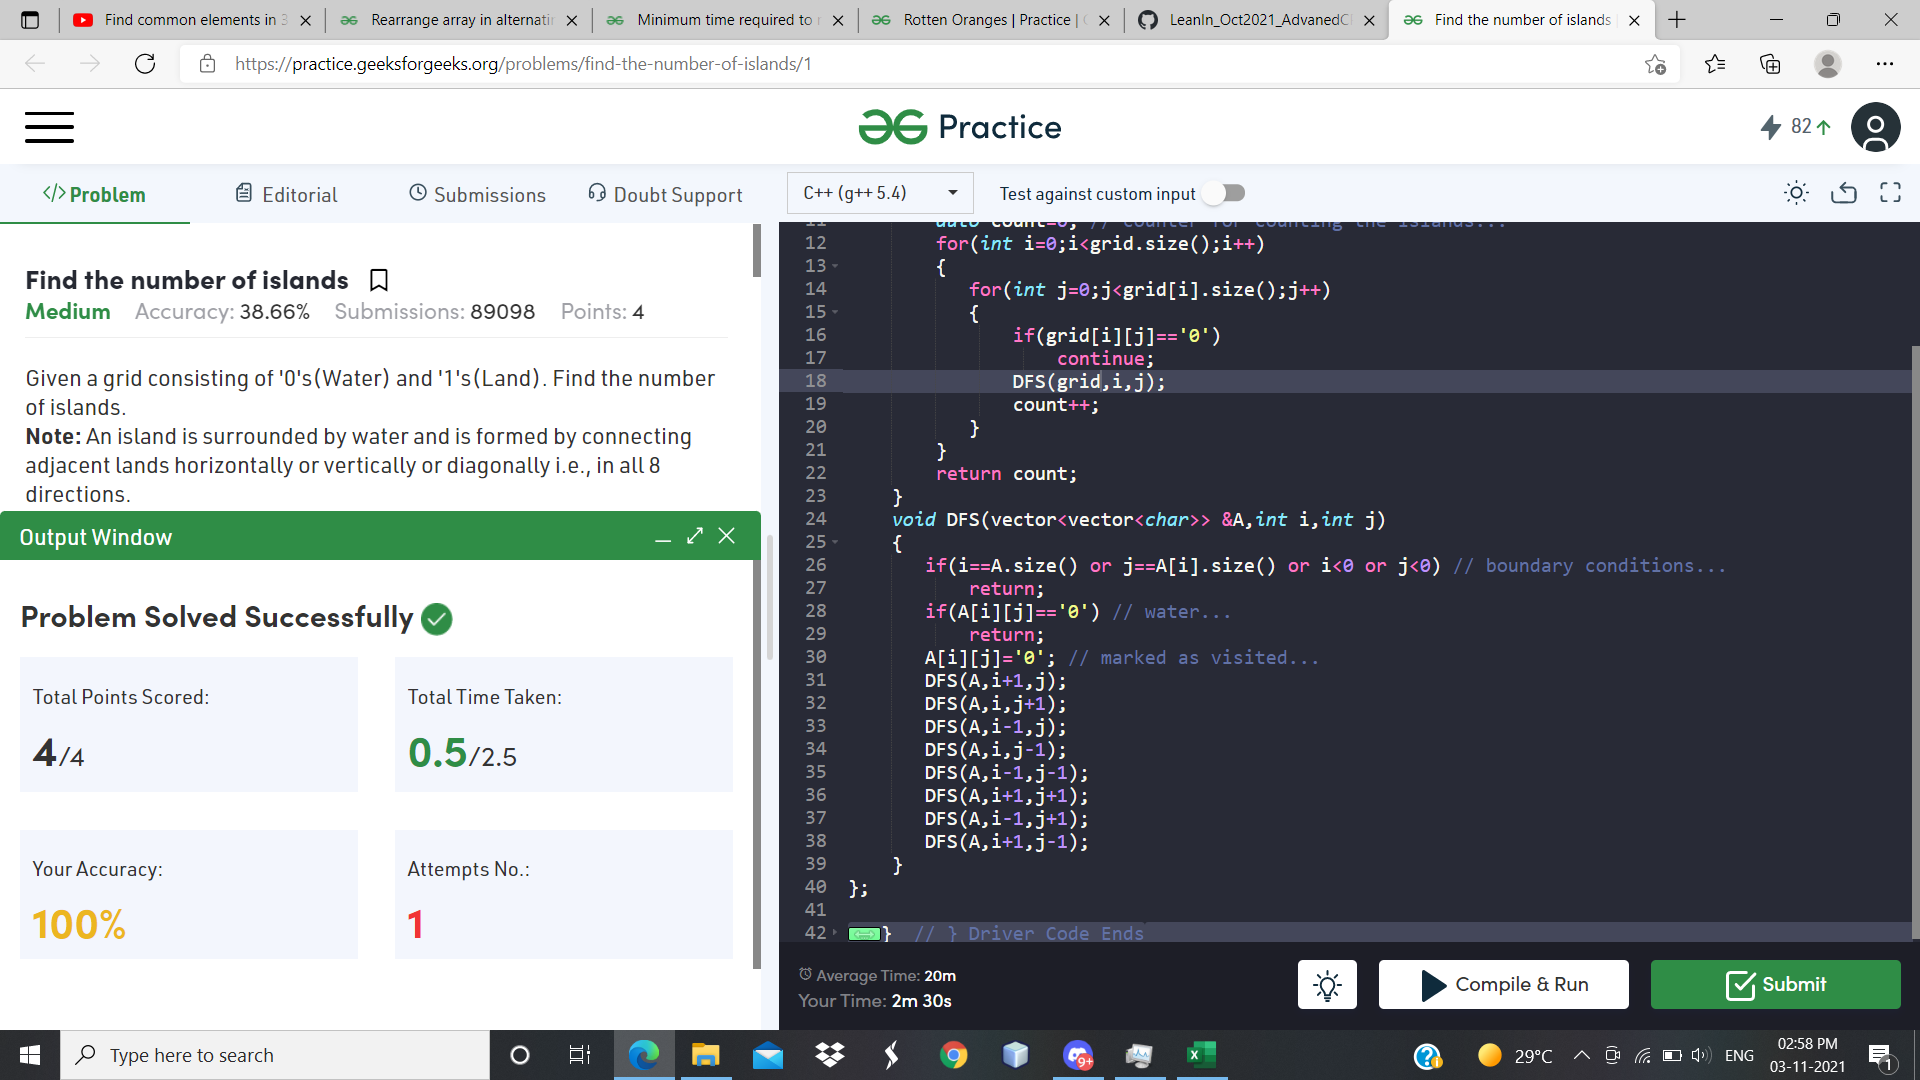 Find common elements in 3
Rearrange array in alternatin
Minimum time required to r
Rotten Oranges | Practice | G
LeanIn_Oct2021_AdvanedCl
Find the number of islands |
https://practice.geeksforgeeks.org/problems/find-the-number-of-islands/1
Practice
82
Problem
Editorial
Submissions
Doubt Support
C++ (g++ 5.4)
Test against custom input
Find the number of islands
Medium Accuracy: 38.66% Submissions: 89098 Points: 4
Given a grid consisting of '0's(Water) and '1's(Land). Find the number
of islands.
Note: An island is surrounded by water and is formed by connecting
adjacent lands horizontally or vertically or diagonally i.e., in all 8
directions.
Output Window
Problem Solved Successfully
Total Points Scored:
4/4
Total Time Taken:
0.5/2.5
Your Accuracy:
100%
Attempts No.:
1
11 auto count=0; // counter for counting the islands...
12 for(int i=0;i<grid.size();i++)
13 {
14 for(int j=0;j<grid[i].size();j++)
15 {
16 if(grid[i][j]=='0')
17 continue;
18 DFS(grid,i,j);
19 count++;
20 }
21 }
22 return count;
23 }
24 void DFS(vector<vector<char>> &A,int i,int j)
25 {
26 if(i==A.size() or j==A[i].size() or i<0 or j<0) // boundary conditions...
27 return;
28 if(A[i][j]=='0') // water...
29 return;
30 A[i][j]='0'; // marked as visited...
31 DFS(A,i+1,j);
32 DFS(A,i,j+1);
33 DFS(A,i-1,j);
34 DFS(A,i,j-1);
35 DFS(A,i-1,j-1);
36 DFS(A,i+1,j+1);
37 DFS(A,i-1,j+1);
38 DFS(A,i+1,j-1);
39 }
40 };
41
42 } // } Driver Code Ends
Average Time: 20m
Your Time: 2m 30s
Compile & Run
Submit
Type here to search
9+
29°C
ENG
02:58 PM
03-11-2021
1